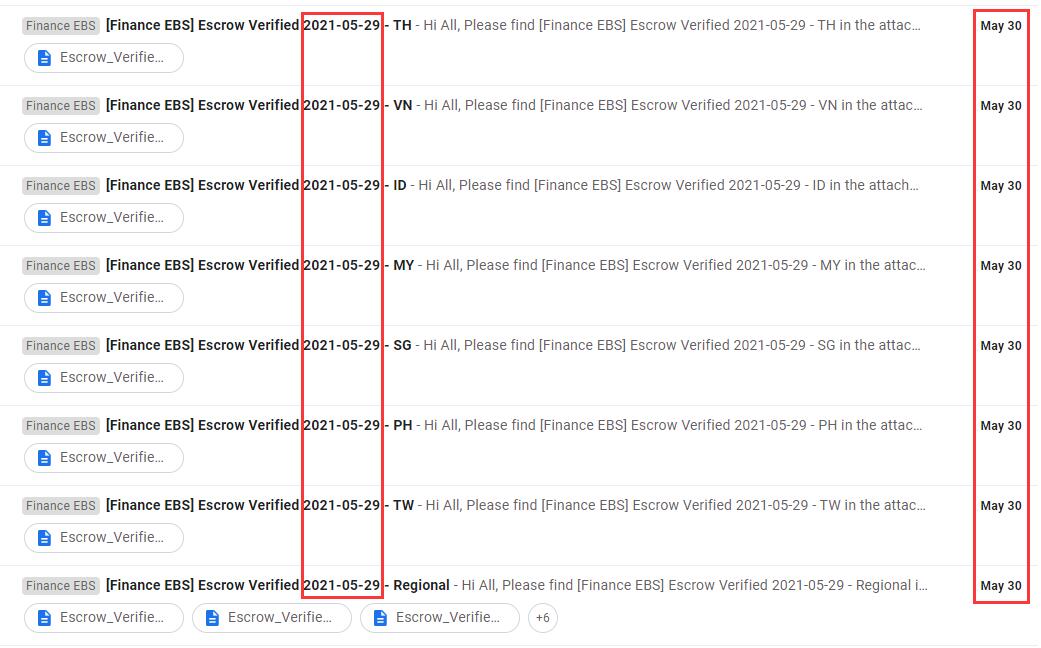 Finance EBS [Finance EBS] Escrow Verified 2021-05-29 - TH - Hi All, Please find [Finance EBS] Escrow Verified 2021-05-29 - TH in the attac... May 30
Escrow_Verifie...
Finance EBS [Finance EBS] Escrow Verified 2021-05-29 - VN - Hi All, Please find [Finance EBS] Escrow Verified 2021-05-29 - VN in the attac... May 30
Escrow_Verifie...
Finance EBS [Finance EBS] Escrow Verified 2021-05-29 - ID - Hi All, Please find [Finance EBS] Escrow Verified 2021-05-29 - ID in the attach... May 30
Escrow_Verifie...
Finance EBS [Finance EBS] Escrow Verified 2021-05-29 - MY - Hi All, Please find [Finance EBS] Escrow Verified 2021-05-29 - MY in the attac... May 30
Escrow_Verifie...
Finance EBS [Finance EBS] Escrow Verified 2021-05-29 - SG - Hi All, Please find [Finance EBS] Escrow Verified 2021-05-29 - SG in the attac... May 30
Escrow_Verifie...
Finance EBS [Finance EBS] Escrow Verified 2021-05-29 - PH - Hi All, Please find [Finance EBS] Escrow Verified 2021-05-29 - PH in the attac... May 30
Escrow_Verifie...
Finance EBS [Finance EBS] Escrow Verified 2021-05-29 - TW - Hi All, Please find [Finance EBS] Escrow Verified 2021-05-29 - TW in the attac... May 30
Escrow_Verifie...
Finance EBS [Finance EBS] Escrow Verified 2021-05-29 - Regional - Hi All, Please find [Finance EBS] Escrow Verified 2021-05-29 - Regional i... May 30
Escrow_Verifie... Escrow_Verifie... Escrow_Verifie... +6